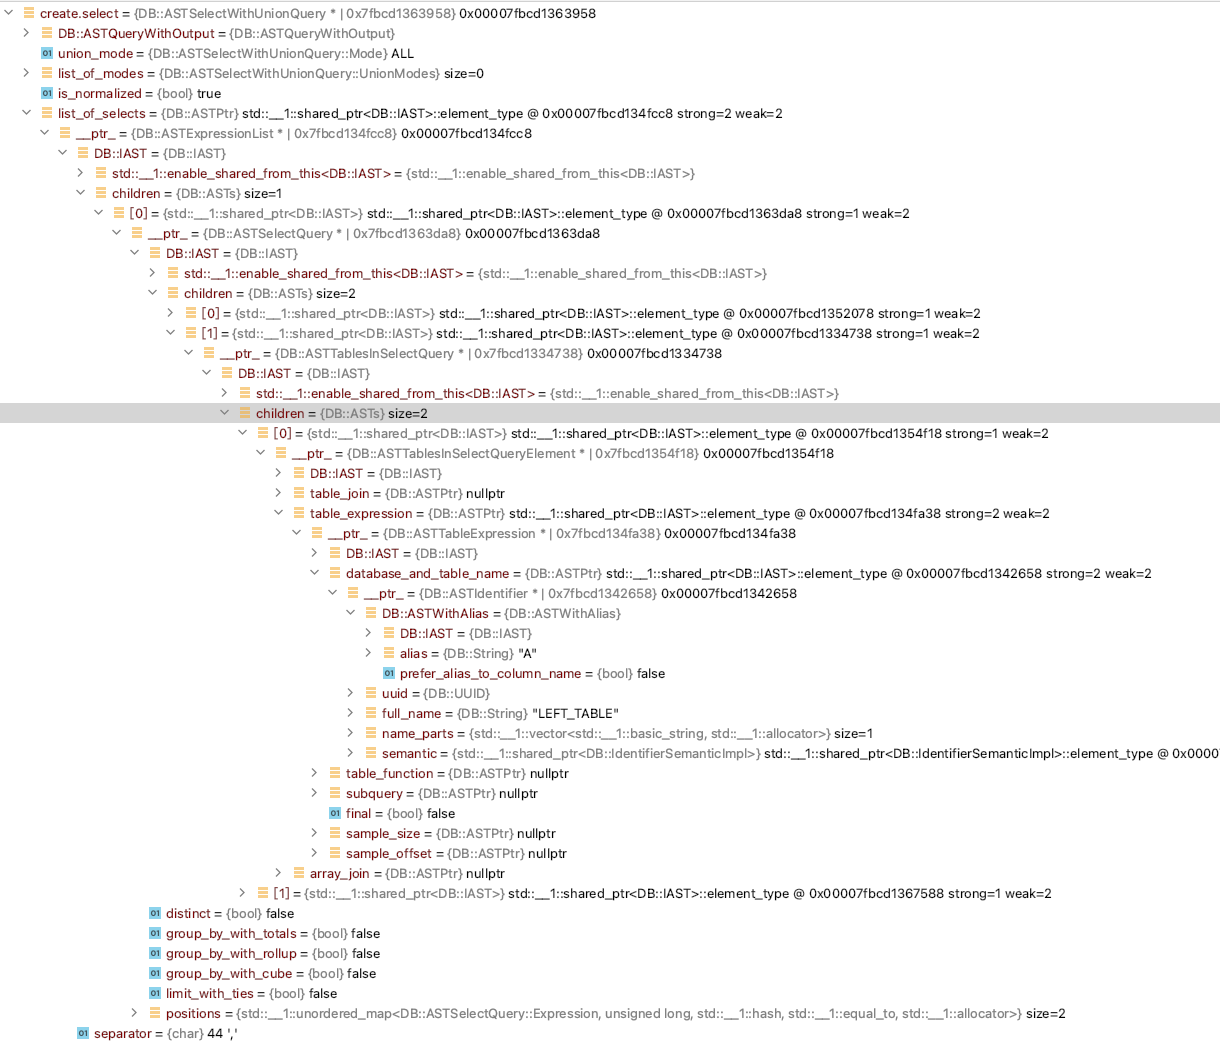 create.select = {DB::ASTSelectWithUnionQuery * | 0x7fbcd1363958} 0x00007fbcd1363958
DB::ASTQueryWithOutput = {DB::ASTQueryWithOutput}
01 union_mode = {DB::ASTSelectWithUnionQuery::Mode} ALL
list_of_modes = {DB::ASTSelectWithUnionQuery::UnionModes} size=0
01 is_normalized = {bool} true
list_of_selects = {DB::ASTPtr} std::__1::shared_ptr<DB::IAST>::element_type @ 0x00007fbcd134fcc8 strong=2 weak=2
__ptr_ = {DB::ASTExpressionList * | 0x7fbcd134fcc8} 0x00007fbcd134fcc8
DB::IAST = {DB::IAST}
std::__1::enable_shared_from_this<DB::IAST> = {std::__1::enable_shared_from_this<DB::IAST>}
children = {DB::ASTs} size=1
[0] = {std::__1::shared_ptr<DB::IAST>} std::__1::shared_ptr<DB::IAST>::element_type @ 0x00007fbcd1363da8 strong=1 weak=2
__ptr_ = {DB::ASTSelectQuery * | 0x7fbcd1363da8} 0x00007fbcd1363da8
DB::IAST = {DB::IAST}
std::__1::enable_shared_from_this<DB::IAST> = {std::__1::enable_shared_from_this<DB::IAST>}
children = {DB::ASTs} size=2
[0] = {std::__1::shared_ptr<DB::IAST>} std::__1::shared_ptr<DB::IAST>::element_type @ 0x00007fbcd1352078 strong=1 weak=2
[1] = {std::__1::shared_ptr<DB::IAST>} std::__1::shared_ptr<DB::IAST>::element_type @ 0x00007fbcd1334738 strong=1 weak=2
__ptr_ = {DB::ASTTablesInSelectQuery * | 0x7fbcd1334738} 0x00007fbcd1334738
DB::IAST = {DB::IAST}
std::__1::enable_shared_from_this<DB::IAST> = {std::__1::enable_shared_from_this<DB::IAST>}
children = {DB::ASTs} size=2
[0] = {std::__1::shared_ptr<DB::IAST>} std::__1::shared_ptr<DB::IAST>::element_type @ 0x00007fbcd1354f18 strong=1 weak=2
__ptr_ = {DB::ASTTablesInSelectQueryElement * | 0x7fbcd1354f18} 0x00007fbcd1354f18
DB::IAST = {DB::IAST}
table_join = {DB::ASTPtr} nullptr
table_expression = {DB::ASTPtr} std::__1::shared_ptr<DB::IAST>::element_type @ 0x00007fbcd134fa38 strong=2 weak=2
__ptr_ = {DB::ASTTableExpression * | 0x7fbcd134fa38} 0x00007fbcd134fa38
DB::IAST = {DB::IAST}
database_and_table_name = {DB::ASTPtr} std::__1::shared_ptr<DB::IAST>::element_type @ 0x00007fbcd1342658 strong=2 weak=2
__ptr_ = {DB::ASTIdentifier * | 0x7fbcd1342658} 0x00007fbcd1342658
DB::ASTWithAlias = {DB::ASTWithAlias}
DB::IAST = {DB::IAST}
alias = {DB::String} "A"
01 prefer_alias_to_column_name = {bool} false
uuid = {DB::UUID}
full_name = {DB::String} "LEFT_TABLE"
name_parts = {std::__1::vector<std::__1::basic_string, std::__1::allocator>} size=1
semantic = {std::__1::shared_ptr<DB::IdentifierSemanticImpl>} std::__1::shared_ptr<DB::IdentifierSemanticImpl>::element_type @ 0x0000
table_function = {DB::ASTPtr} nullptr
subquery = {DB::ASTPtr} nullptr
01 final = {bool} false
sample_size = {DB::ASTPtr} nullptr
sample_offset = {DB::ASTPtr} nullptr
array_join = {DB::ASTPtr} nullptr
[1] = {std::__1::shared_ptr<DB::IAST>} std::__1::shared_ptr<DB::IAST>::element_type @ 0x00007fbcd1367588 strong=1 weak=2
01 distinct = {bool} false
01 group_by_with_totals = {bool} false
01 group_by_with_rollup = {bool} false
01 group_by_with_cube = {bool} false
01 limit_with_ties = {bool} false
positions = {std::__1::unordered_map<DB::ASTSelectQuery::Expression, unsigned long, std::__1::hash, std::__1::equal_to, std::__1::allocator>} size=2
01 separator = {char} 44 ','